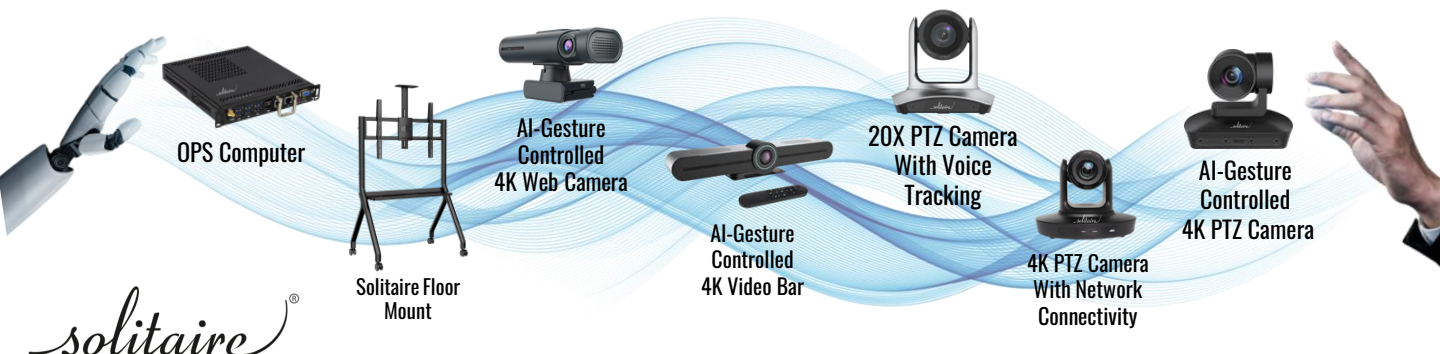 OPS Computer
Solitaire Floor
Mount
AI-Gesture
Controlled
4K Web Camera
AI-Gesture
Controlled
4K Video Bar
20X PTZ Camera
With Voice
Tracking
4K PTZ Camera
With Network
Connectivity
AI-Gesture
Controlled
4K PTZ Camera
solitaire®